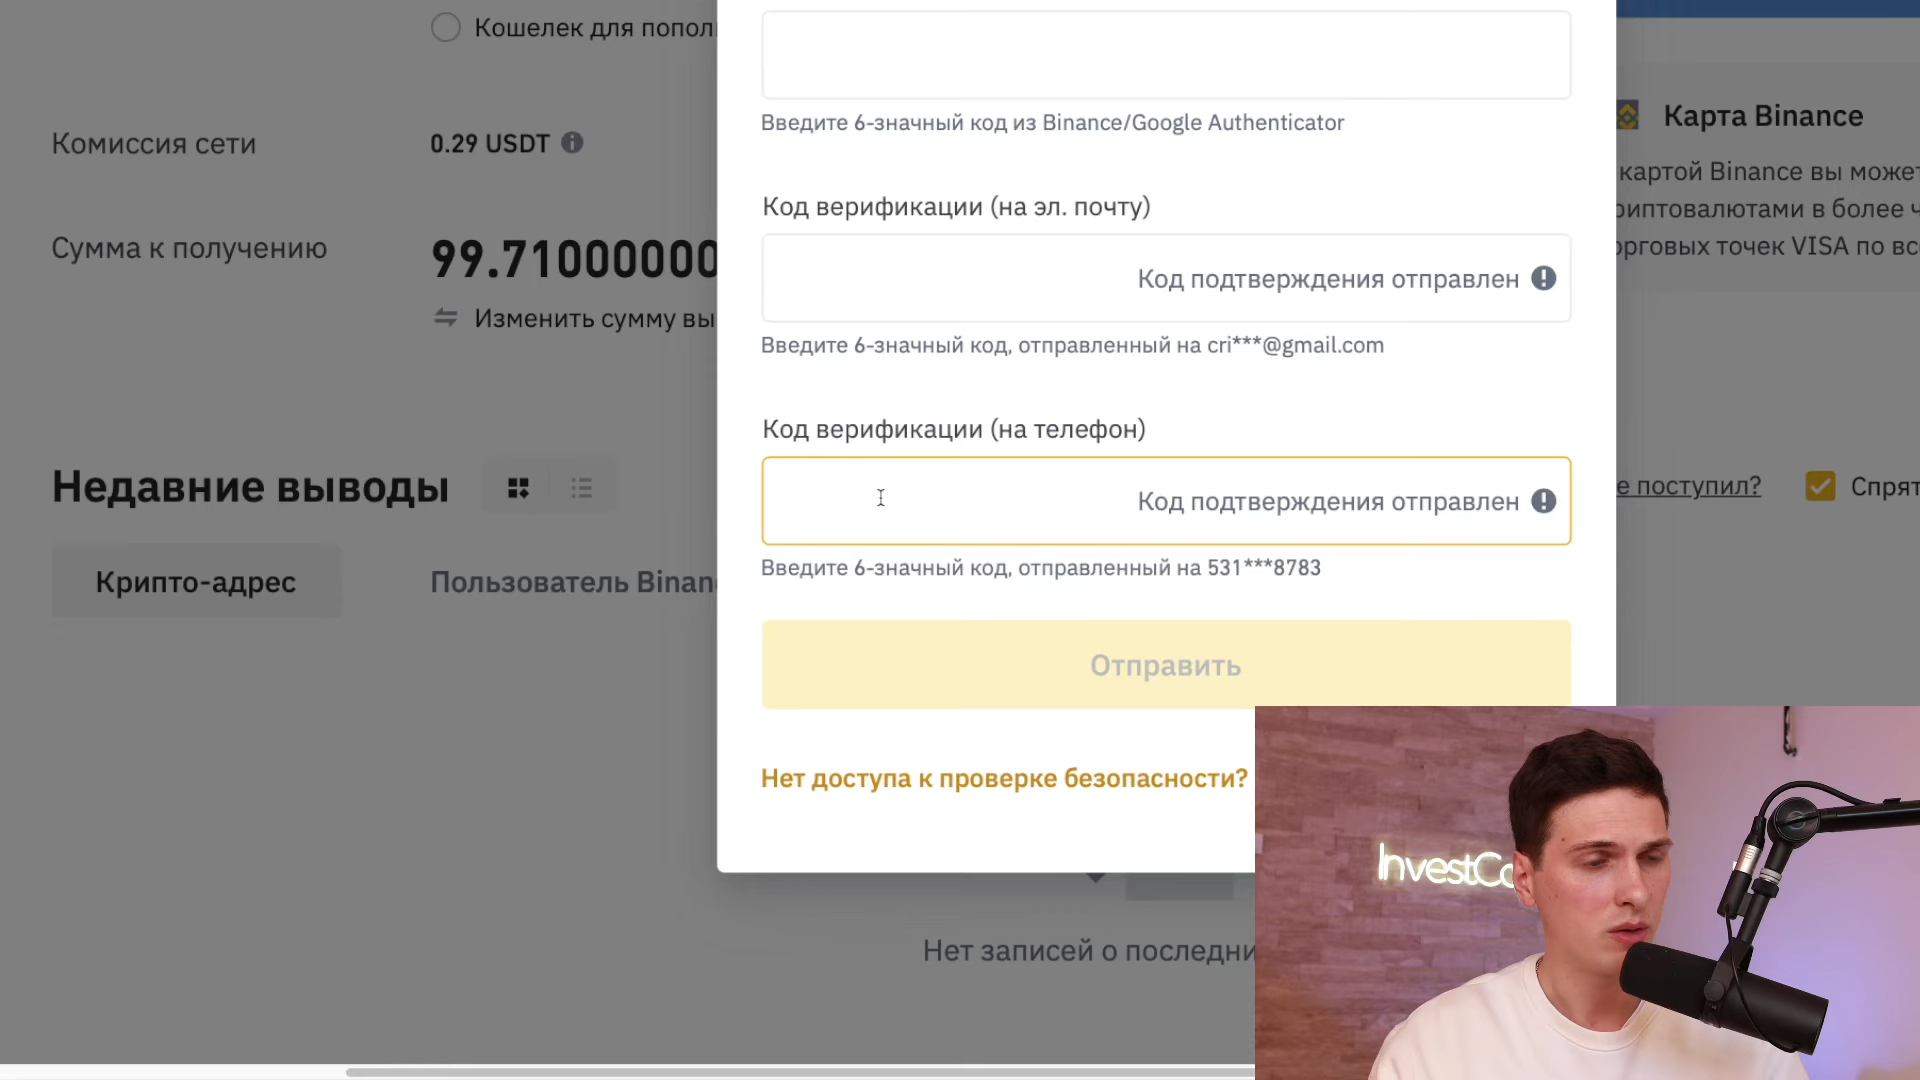 Кошелек для попол
Комиссия сети
0.29 USDT
Сумма к получению
99.71000000
Изменить сумму вы
Недавние выводы
Крипто-адрес
Пользователь Binan
Введите 6-значный код из Binance/Google Authenticator
Код верификации (на эл. почту)
Код подтверждения отправлен
Введите 6-значный код, отправленный на cri***@gmail.com
Код верификации (на телефон)
Код подтверждения отправлен
Введите 6-значный код, отправленный на 531***8783
Отправить
Нет доступа к проверке безопасности?
Карта Binance
картой Binance вы может
риптовалютами в более ч
орговых точек VISA по вс
е поступил?
Спрят
Нет записей о последни
InvestCo